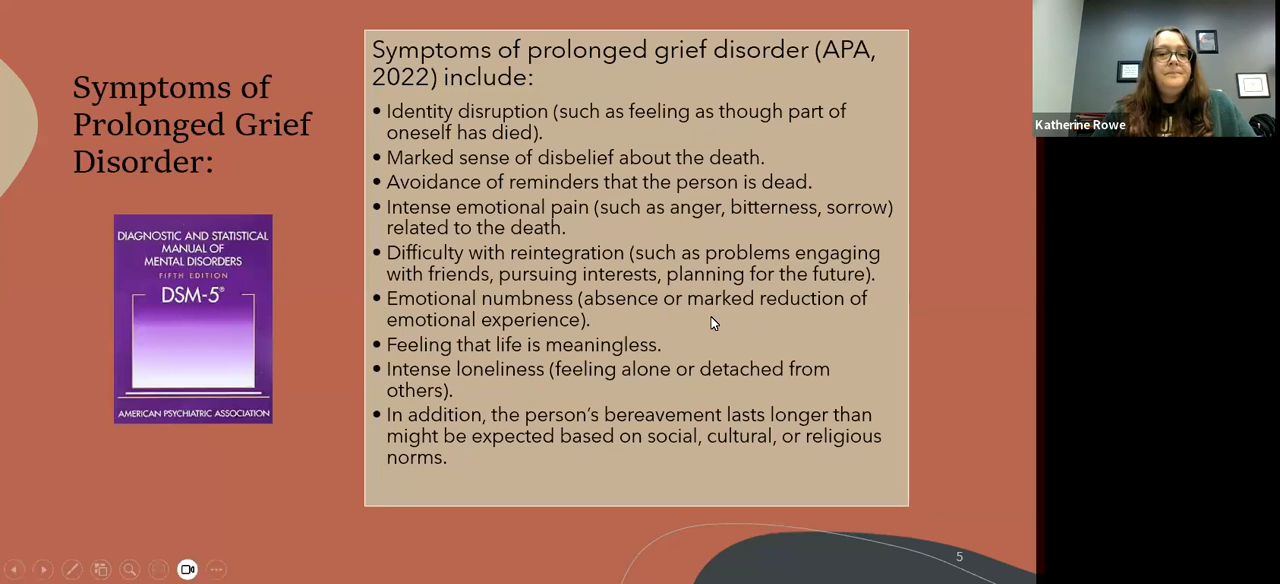 Symptoms of
Prolonged Grief
Disorder:
DIAGNOSTIC AND STATISTICAL
MANUAL OF
MENTAL DISORDERS
FIFTH EDITION
DSM-5®
AMERICAN PSYCHIATRIC ASSOCIATION
Symptoms of prolonged grief disorder (APA,
2022) include:
• Identity disruption (such as feeling as though part of
oneself has died).
• Marked sense of disbelief about the death.
• Avoidance of reminders that the person is dead.
• Intense emotional pain (such as anger, bitterness, sorrow)
related to the death.
• Difficulty with reintegration (such as problems engaging
with friends, pursuing interests, planning for the future).
• Emotional numbness (absence or marked reduction of
emotional experience).
• Feeling that life is meaningless.
• Intense loneliness (feeling alone or detached from
others).
• In addition, the person’s bereavement lasts longer than
might be expected based on social, cultural, or religious
norms.
5
Katherine Rowe